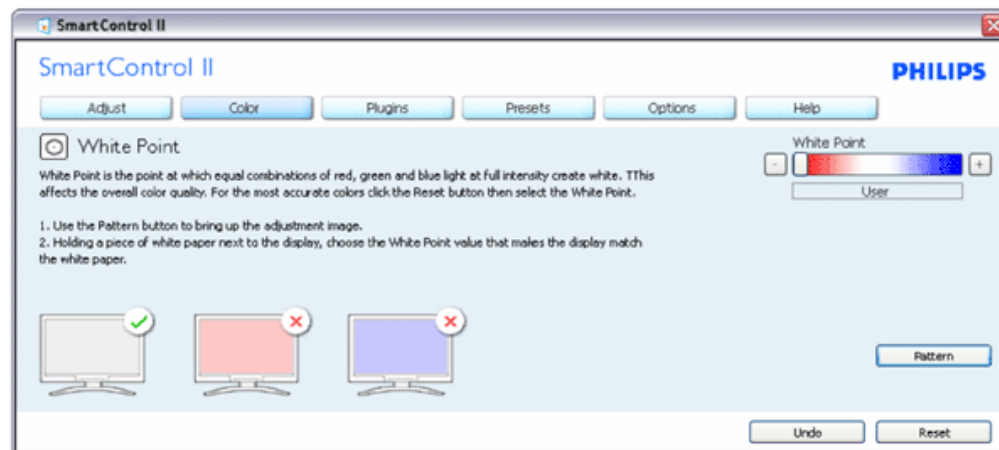 SmartControl II
SmartControl II
PHILIPS
Adjust Color Plugins Presets Options Help
White Point
White Point is the point at which equal combinations of red, green and blue light at full intensity create white. TThis
affects the overall color quality. For the most accurate colors click the Reset button then select the White Point.
1. Use the Pattern button to bring up the adjustment image.
2. Holding a piece of white paper next to the display, choose the White Point value that makes the display match
the white paper.
White Point
- +
User
Pattern
Undo Reset